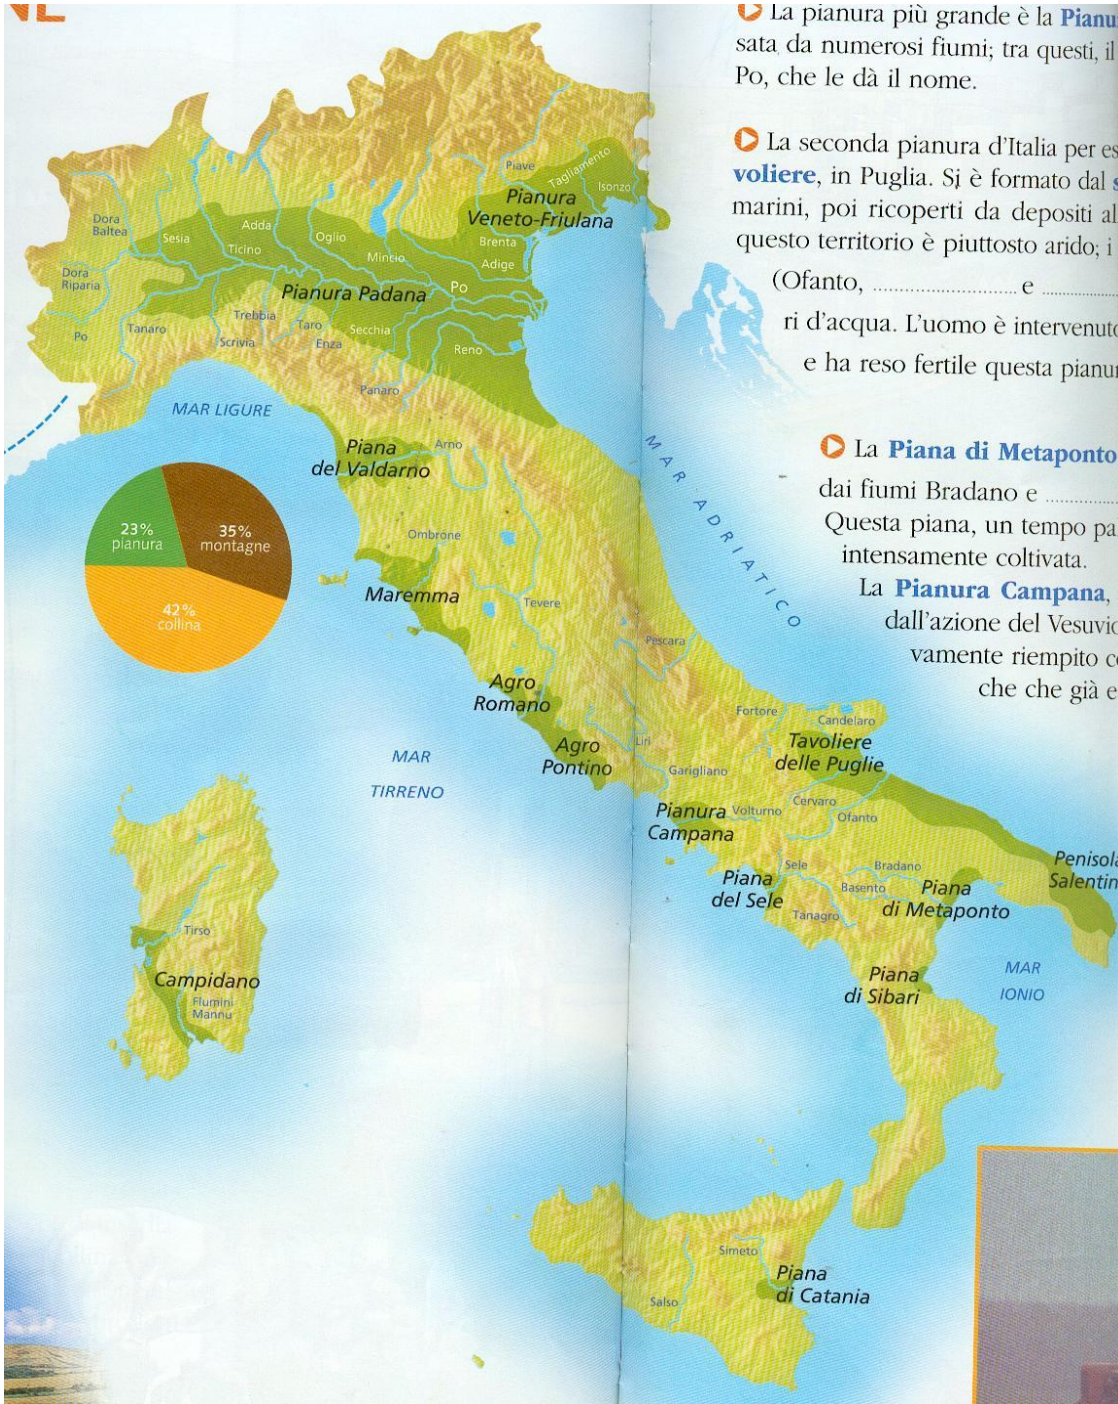 NE
La pianura più grande è la Pianu
sata da numerosi fiumi; tra questi, il
Po, che le dà il nome.
La seconda pianura d'Italia per es
voliere, in Puglia. Si è formato dal s
marini, poi ricoperti da depositi al
questo territorio è piuttosto arido; i
(Ofanto, .............................. e ................
ri d'acqua. L'uomo è intervenuto
e ha reso fertile questa pianur
La Piana di Metaponto
dai fiumi Bradano e ................
Questa piana, un tempo pa
intensamente coltivata.
La Pianura Campana,
dall'azione del Vesuvio
vamente riempito c
che che già e
Piave
Tagliamento
Isonzo
Pianura
Veneto-Friulana
Dora
Baltea
Sesia
Adda
Ticino
Oglio
Mincio
Brenta
Adige
Dora
Riparia
Pianura Padana
Po
Po
Tanaro
Trebbia
Scrivia
Taro
Enza
Secchia
Reno
Panaro
MAR LIGURE
MAR ADRIATICO
Piana
del Valdarno
Arno
23%
pianura
35%
montagne
42%
collina
Ombrone
Maremma
Tevere
Pescara
Agro
Romano
Agro
Pontino
Liri
Fortore
Candelaro
Tavoliere
delle Puglie
Garigliano
MAR
TIRRENO
Pianura
Campana
Volturno
Cervaro
Ofanto
Penisola
Salentin
Piana
del Sele
Sele
Tanagro
Bradano
Basento
Piana
di Metaponto
Tirso
Campidano
Flumini
Mannu
Piana
di Sibari
MAR
IONIO
Simeto
Salso
Piana
di Catania